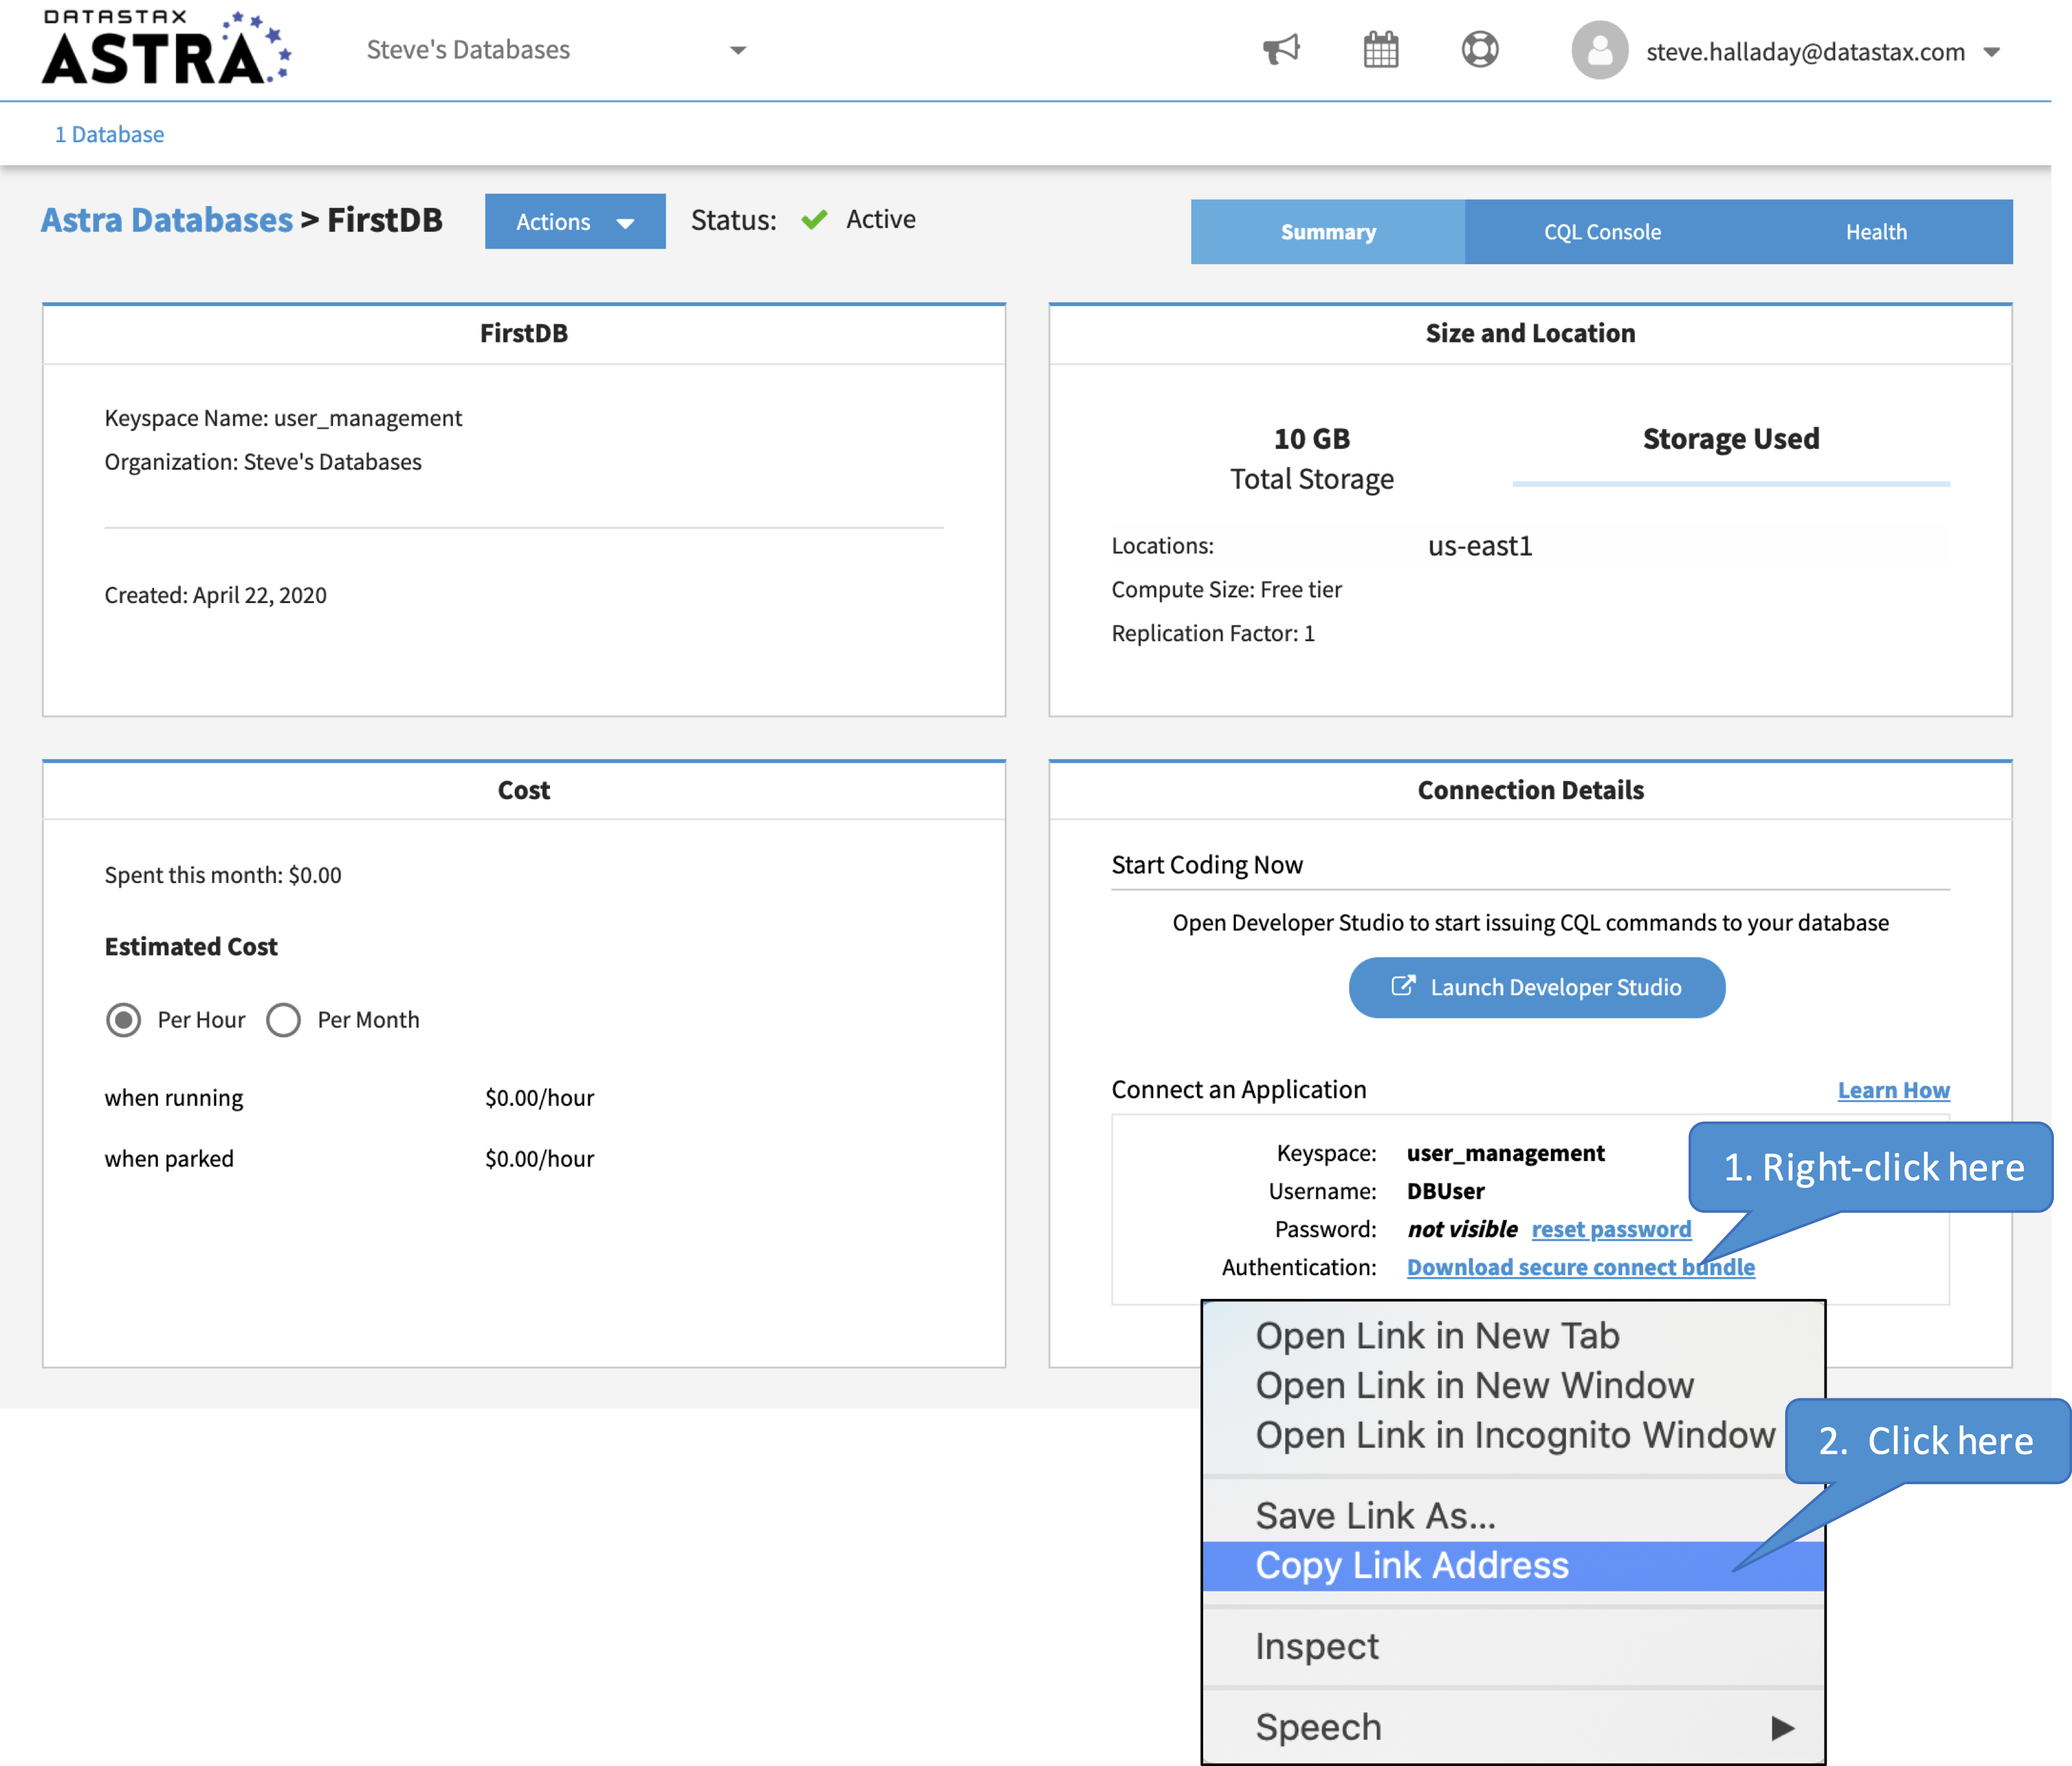 DATASTAX
ASTRA
Steve's Databases
steve.halladay@datastax.com
1 Database
Astra Databases > FirstDB
Actions
Status: Active
Summary
CQL Console
Health
FirstDB
Keyspace Name: user_management
Organization: Steve's Databases
Created: April 22, 2020
Size and Location
10 GB
Total Storage
Storage Used
Locations: us-east1
Compute Size: Free tier
Replication Factor: 1
Cost
Spent this month: $0.00
Estimated Cost
Per Hour Per Month
when running $0.00/hour
when parked $0.00/hour
Connection Details
Start Coding Now
Open Developer Studio to start issuing CQL commands to your database
Launch Developer Studio
Connect an Application
Learn How
Keyspace: user_management
Username: DBUser
Password: not visible reset password
Authentication: Download secure connect bundle
1. Right-click here
Open Link in New Tab
Open Link in New Window
Open Link in Incognito Window
2. Click here
Save Link As...
Copy Link Address
Inspect
Speech